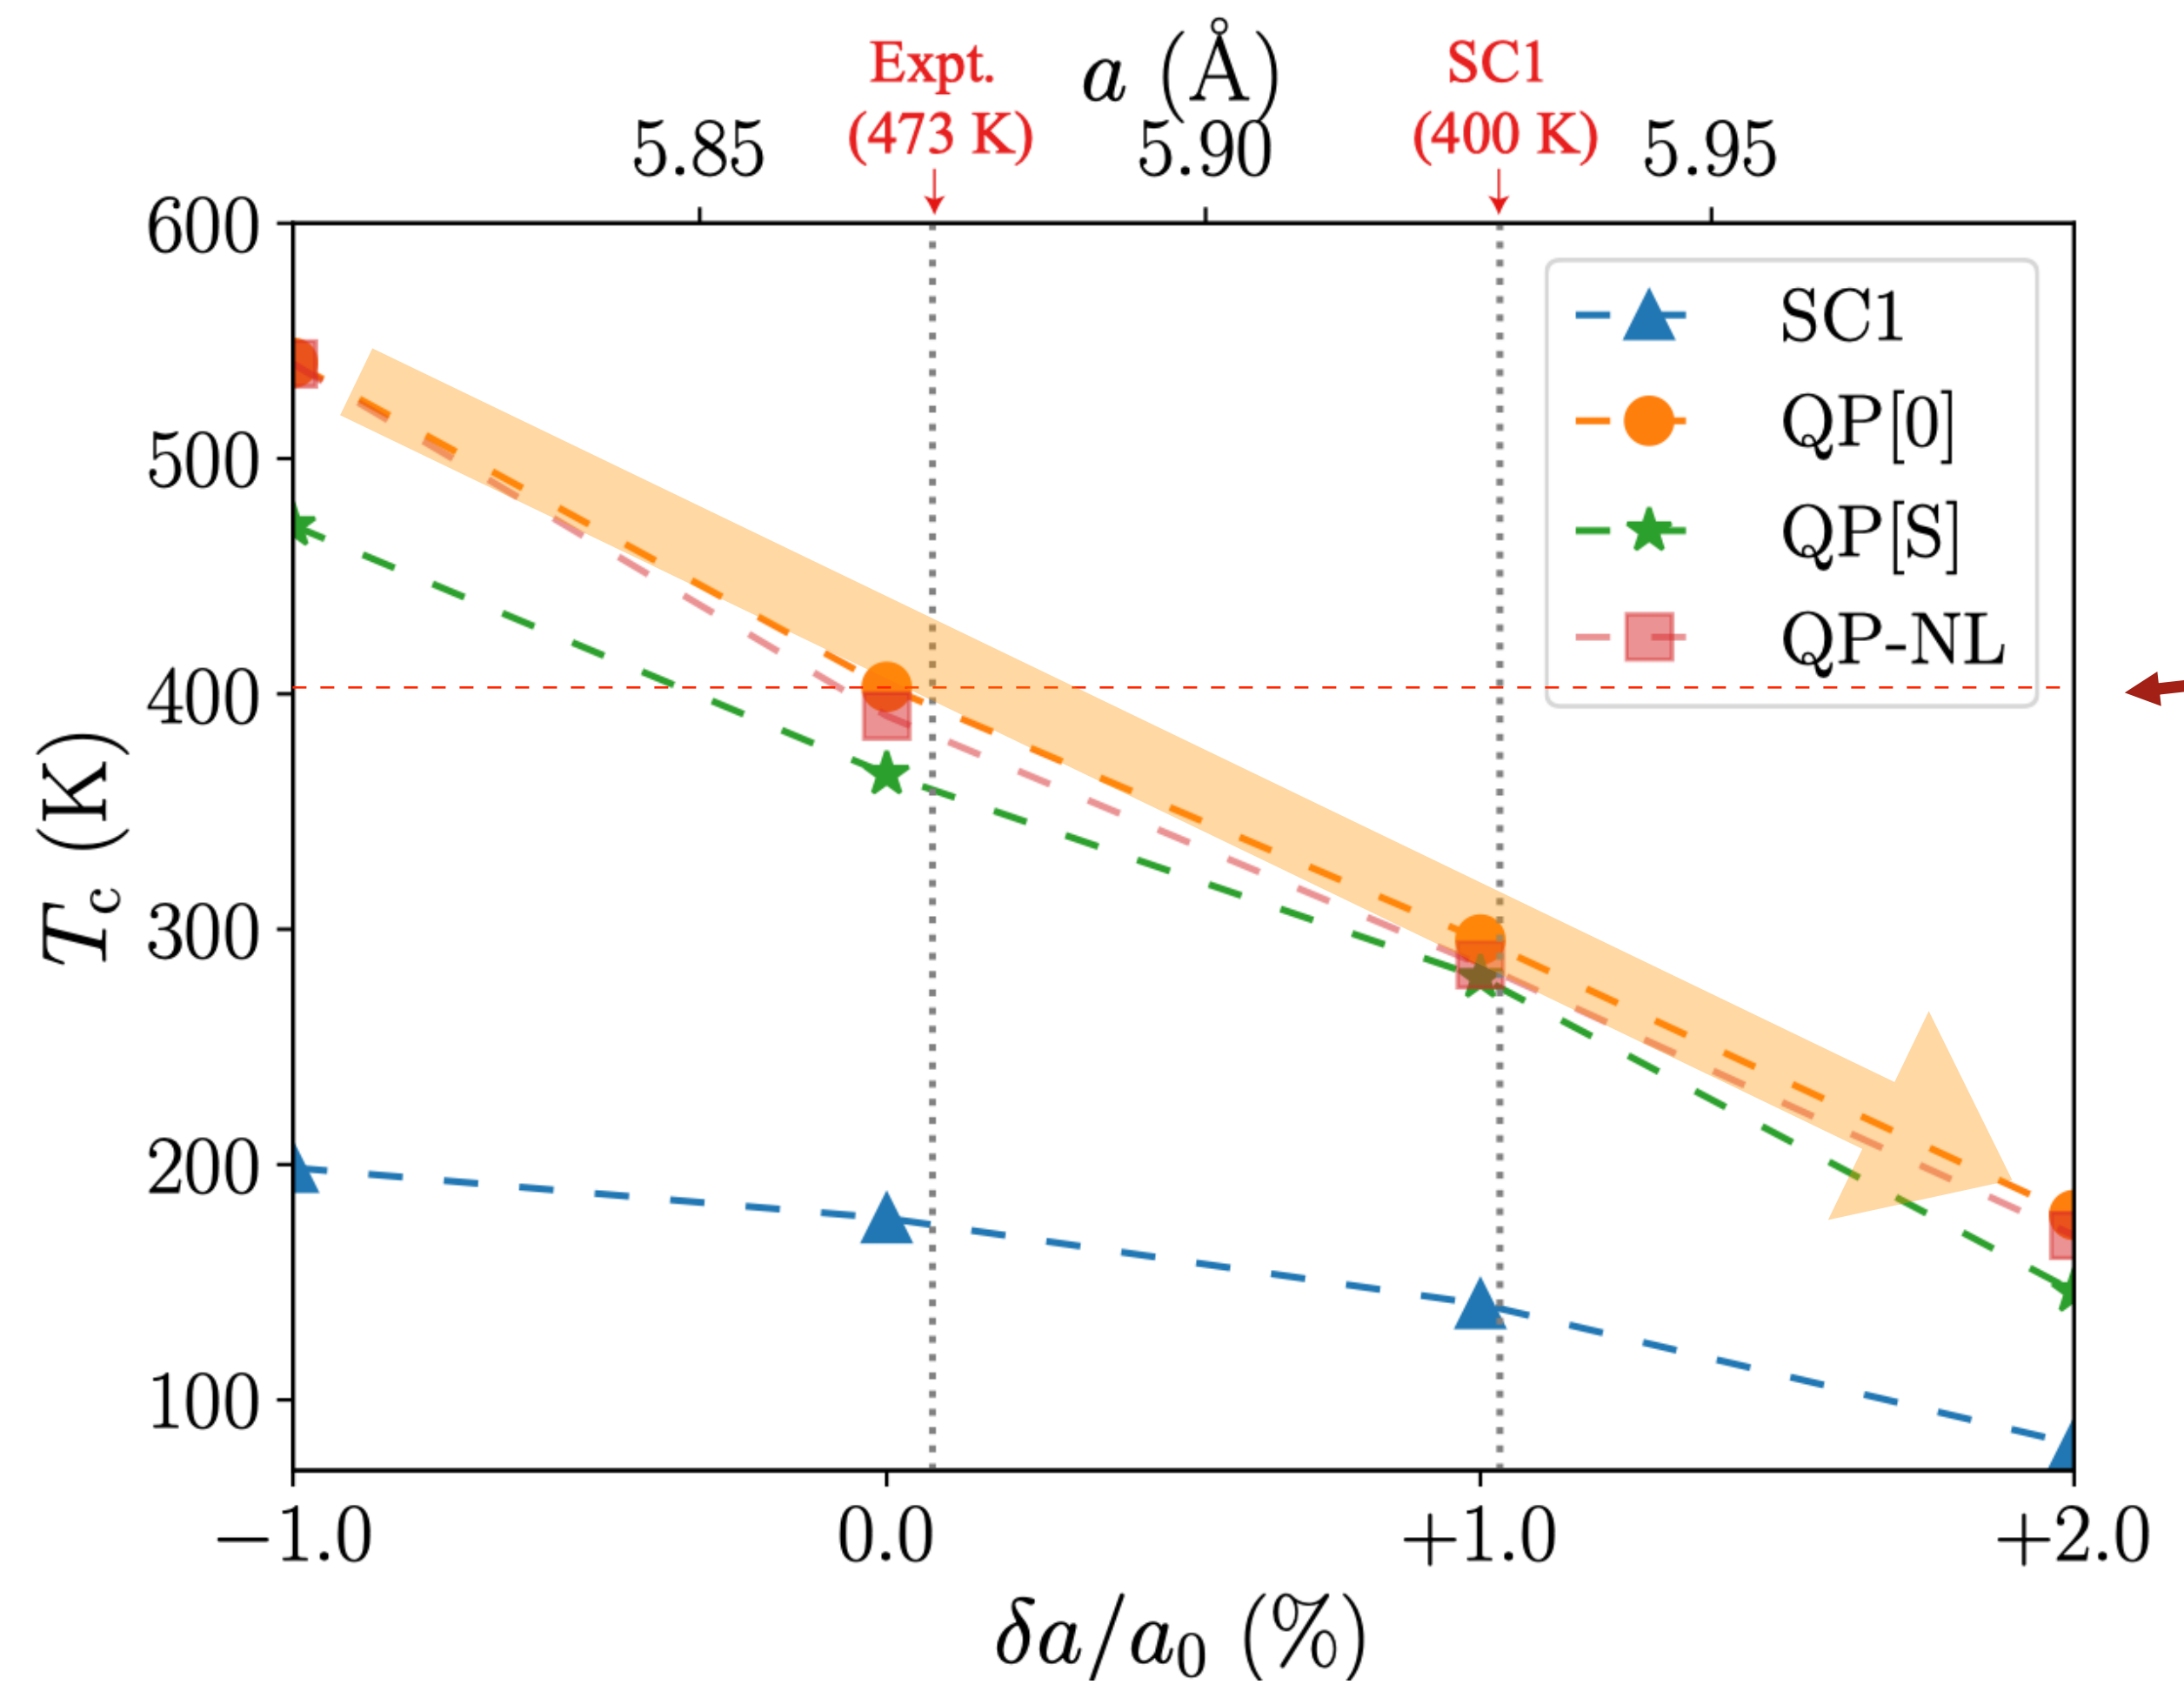 Expt.
(473 K)
a (Å)
SC1
(400 K)
5.85
5.90
5.95
600
500
400
300
200
100
T_c (K)
SC1
QP[0]
QP[S]
QP-NL
−1.0
0.0
+1.0
+2.0
δa/a₀ (%)